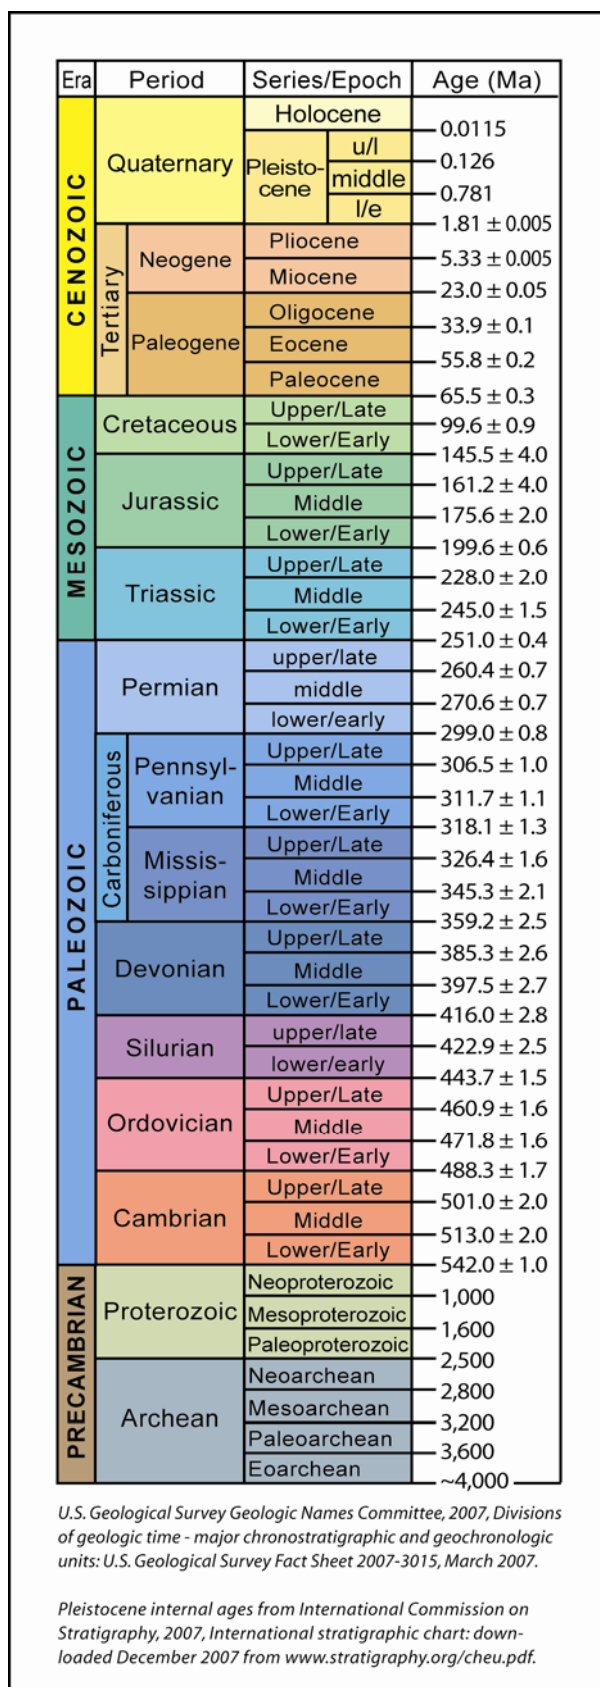 Era Period Series/Epoch Age (Ma)
CENOZOIC
Quaternary
Holocene
0.0115
Pleisto-
cene
u/l
0.126
middle
0.781
l/e
1.81 ± 0.005
Tertiary
Neogene
Pliocene
5.33 ± 0.005
Miocene
23.0 ± 0.05
Paleogene
Oligocene
33.9 ± 0.1
Eocene
55.8 ± 0.2
Paleocene
65.5 ± 0.3
MESOZOIC
Cretaceous
Upper/Late
99.6 ± 0.9
Lower/Early
145.5 ± 4.0
Jurassic
Upper/Late
161.2 ± 4.0
Middle
175.6 ± 2.0
Lower/Early
199.6 ± 0.6
Triassic
Upper/Late
228.0 ± 2.0
Middle
245.0 ± 1.5
Lower/Early
251.0 ± 0.4
PALEOZOIC
Permian
upper/late
260.4 ± 0.7
middle
270.6 ± 0.7
lower/early
299.0 ± 0.8
Carboniferous
Pennsyl-
vanian
Upper/Late
306.5 ± 1.0
Middle
311.7 ± 1.1
Lower/Early
318.1 ± 1.3
Missis-
sippian
Upper/Late
326.4 ± 1.6
Middle
345.3 ± 2.1
Lower/Early
359.2 ± 2.5
Devonian
Upper/Late
385.3 ± 2.6
Middle
397.5 ± 2.7
Lower/Early
416.0 ± 2.8
Silurian
upper/late
422.9 ± 2.5
lower/early
443.7 ± 1.5
Ordovician
Upper/Late
460.9 ± 1.6
Middle
471.8 ± 1.6
Lower/Early
488.3 ± 1.7
Cambrian
Upper/Late
501.0 ± 2.0
Middle
513.0 ± 2.0
Lower/Early
542.0 ± 1.0
PRECAMBRIAN
Proterozoic
Neoproterozoic
1,000
Mesoproterozoic
1,600
Paleoproterozoic
2,500
Archean
Neoarchean
2,800
Mesoarchean
3,200
Paleoarchean
3,600
Eoarchean
~4,000
U.S. Geological Survey Geologic Names Committee, 2007, Divisions
of geologic time - major chronostratigraphic and geochronologic
units: U.S. Geological Survey Fact Sheet 2007-3015, March 2007.
Pleistocene internal ages from International Commission on
Stratigraphy, 2007, International stratigraphic chart: down-
loaded December 2007 from www.stratigraphy.org/cheu.pdf.